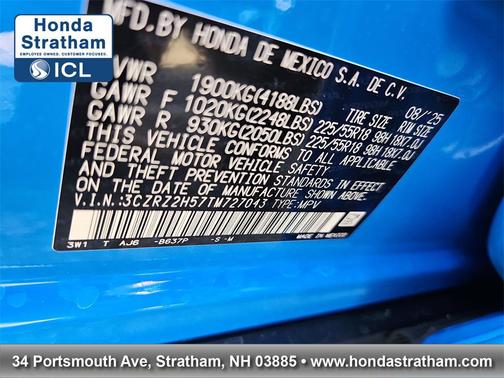 Honda
Stratham
EMPLOYEE OWNED. CUSTOMER FOCUSED.
ICL
MFD.BY HONDA DE MEXICO S.A. DE C.V.
08/'25
GVWR 1900KG(4188LBS) TIRE SIZE RIM SIZE
GAWR F 1020KG(2248LBS) 225/55R18 98H 18X7.0J
GAWR R 930KG(2050LBS) 225/55R18 98H 18X7.0J
THIS VEHICLE CONFORMS TO ALL APPLICABLE
FEDERAL MOTOR VEHICLE SAFETY
AND THEFT PREVENTION STANDARDS IN EFFECT
ON THE DATE OF MANUFACTURE SHOWN ABOVE.
V.I.N.:3CZRZ2H57TM727043 TYPE:MPV
3W1 T AJ6 -B637P -S -M
MADE IN MEXICO
34 Portsmouth Ave, Stratham, NH 03885 • www.hondastratham.com